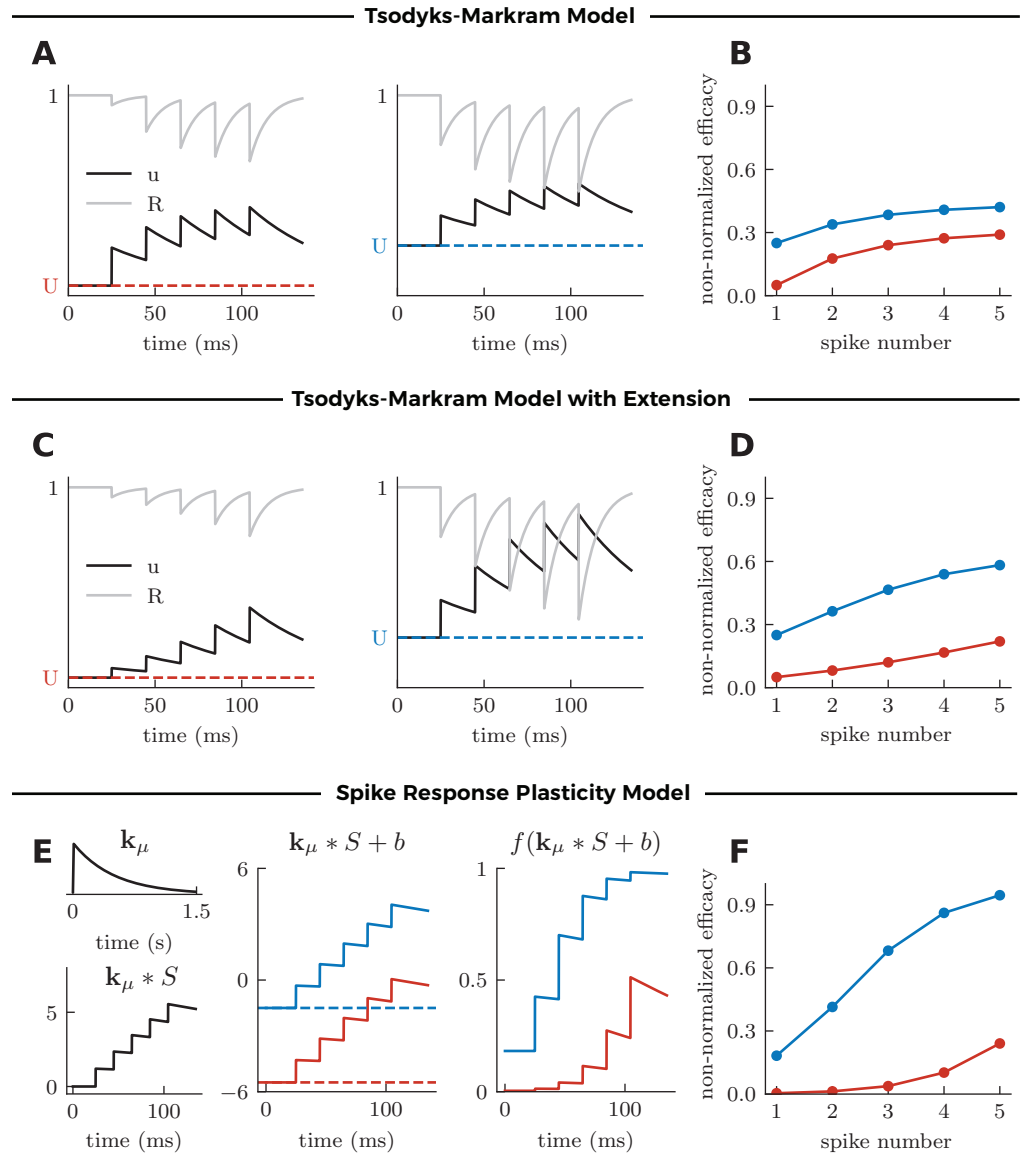 Tsodyks-Markram Model
A
1
u
R
U
0 50 100
time (ms)
1
U
0 50 100
time (ms)
B
non-normalized efficacy
0.9
0.6
0.3
0.0
1 2 3 4 5
spike number
Tsodyks-Markram Model with Extension
C
1
u
R
U
0 50 100
time (ms)
1
U
0 50 100
time (ms)
D
non-normalized efficacy
0.9
0.6
0.3
0.0
1 2 3 4 5
spike number
Spike Response Plasticity Model
E
k_μ
0 1.5
time (s)
k_μ ∗ S
5
0
0 100
time (ms)
k_μ ∗ S + b
6
0
−6
0 100
time (ms)
f(k_μ ∗ S + b)
1
0.5
0
0 100
time (ms)
F
non-normalized efficacy
0.9
0.6
0.3
0.0
1 2 3 4 5
spike number